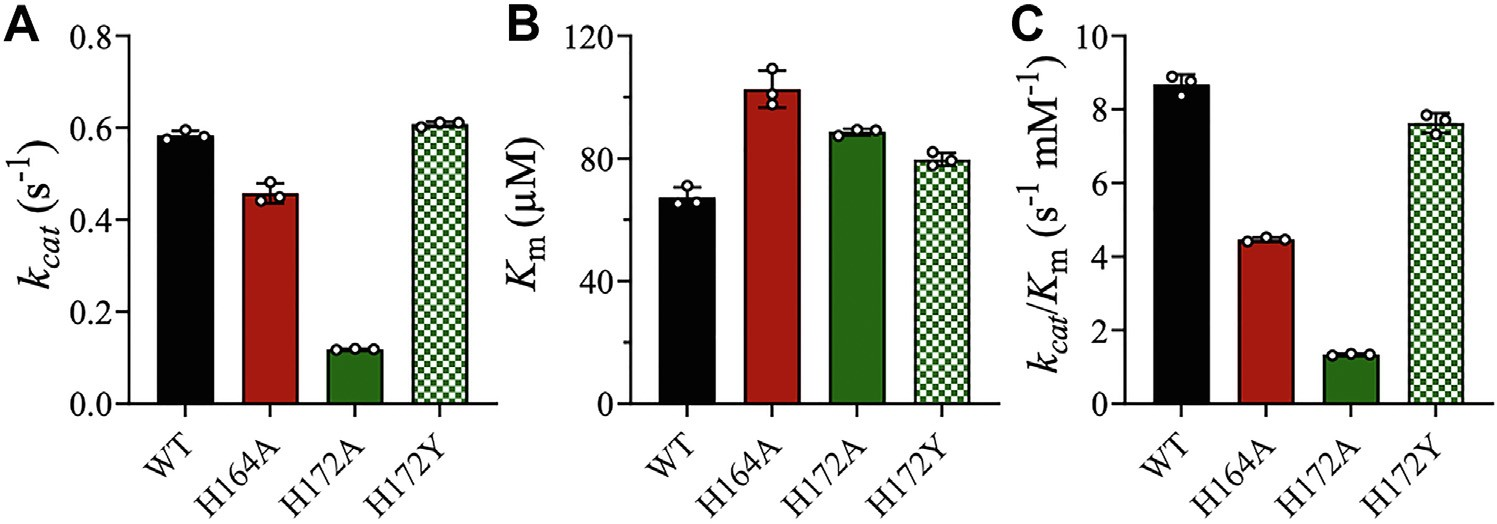 A
0.8
0.6
0.4
0.2
0.0
kcat (s-1)
WT
H164A
H172A
H172Y
B
120
80
40
0
Km (μM)
WT
H164A
H172A
H172Y
C
10
8
6
4
2
0
kcat/Km (s-1 mM-1)
WT
H164A
H172A
H172Y